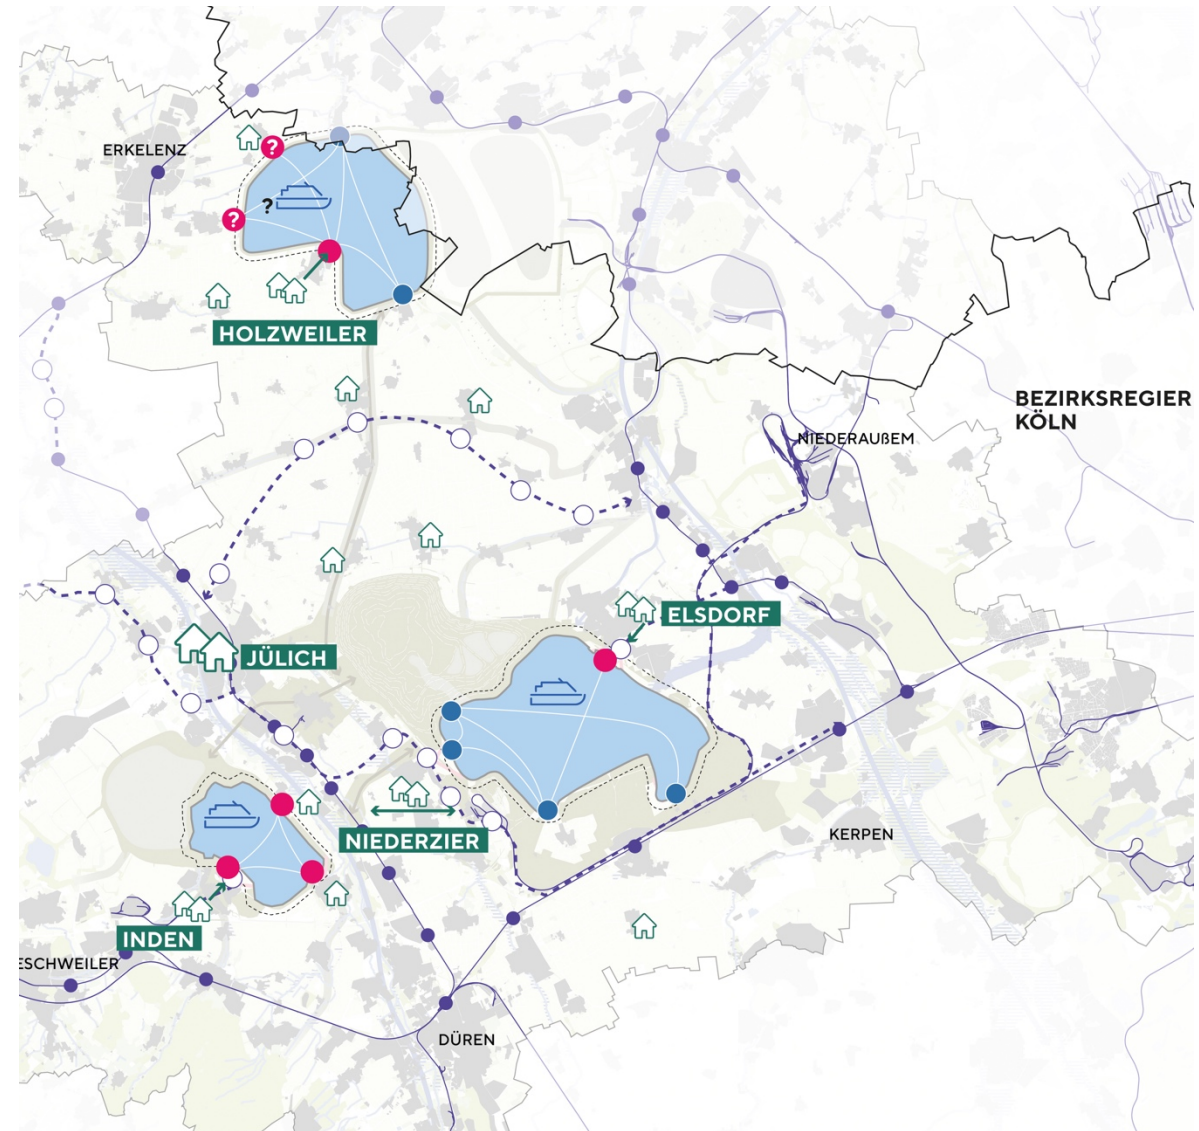 ERKELENZ
?
?
?
HOLZWEILER
BEZIRKSREGIER
KÖLN
NIEDERAUßEM
ELSDORF
JÜLICH
NIEDERZIER
KERPEN
INDEN
ESCHWEILER
DÜREN